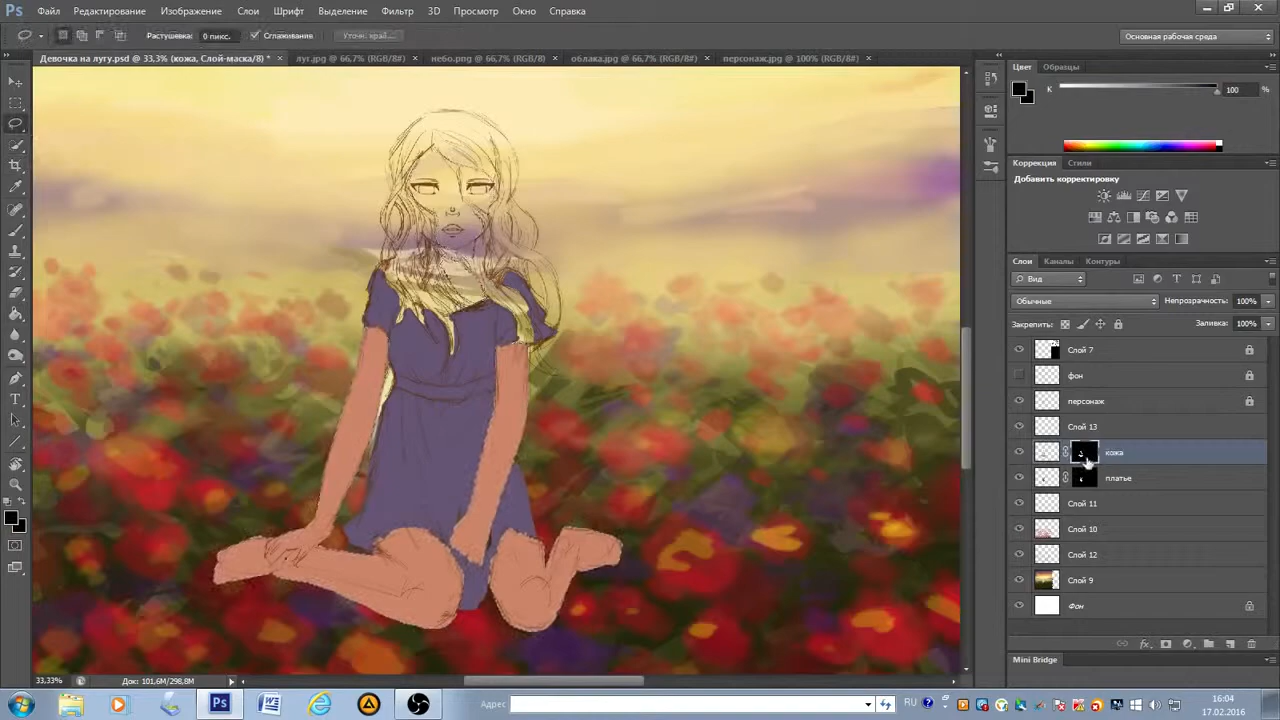 Ps Файл Редактирование Изображение Слои Шрифт Выделение Фильтр 3D Просмотр Окно Справка
Растушевка: 0 пикс. Сглаживание Уточн. край... Основная рабочая среда
Девочка на лугу.psd @ 33,3% (кожа, Слой-маска/8) * × луг.jpg @ 66,7% (RGB/8#) × небо.png @ 66,7% (RGB/8) × облака.jpg @ 66,7% (RGB/8#) × персонаж.jpg @ 100% (RGB/8#) ×
Цвет Образцы
K 100 %
Коррекция Стили
Добавить корректировку
Слои Каналы Контуры
Вид
Обычные Непрозрачность: 100%
Закрепить: Заливка: 100%
Слой 7
фон
персонаж
Слой 13
кожа
платье
Слой 11
Слой 10
Слой 12
Слой 9
Фон
Mini Bridge
33,33% Док: 101,6M/298,8M
Адрес RU 16:04
17.02.2016